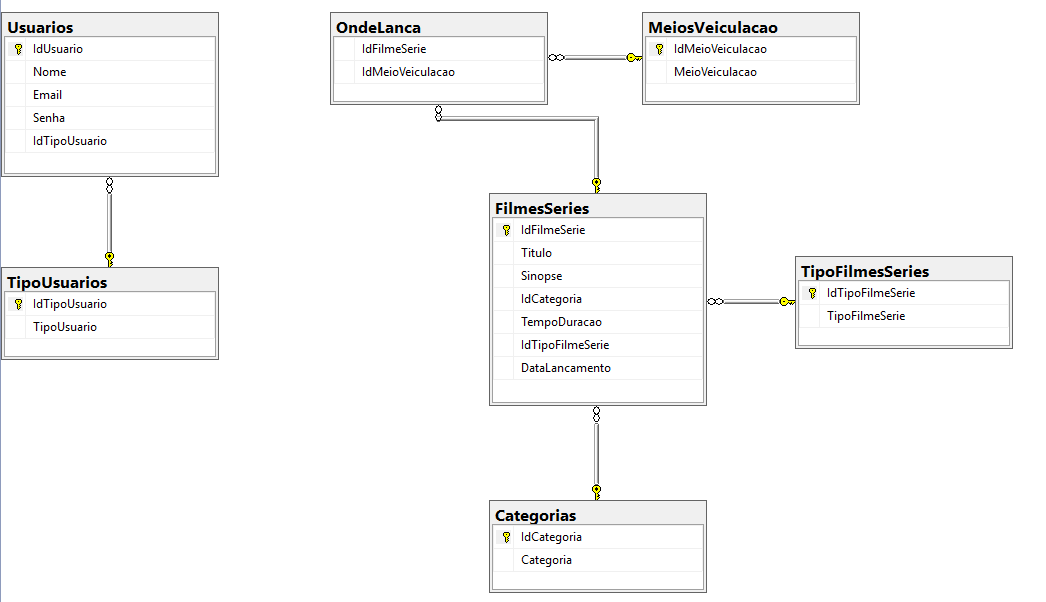 Usuarios
IdUsuario
Nome
Email
Senha
IdTipoUsuario
TipoUsuarios
IdTipoUsuario
TipoUsuario
OndeLanca
IdFilmeSerie
IdMeioVeiculacao
MeiosVeiculacao
IdMeioVeiculacao
MeioVeiculacao
FilmesSeries
IdFilmeSerie
Titulo
Sinopse
IdCategoria
TempoDuracao
IdTipoFilmeSerie
DataLancamento
TipoFilmesSeries
IdTipoFilmeSerie
TipoFilmeSerie
Categorias
IdCategoria
Categoria